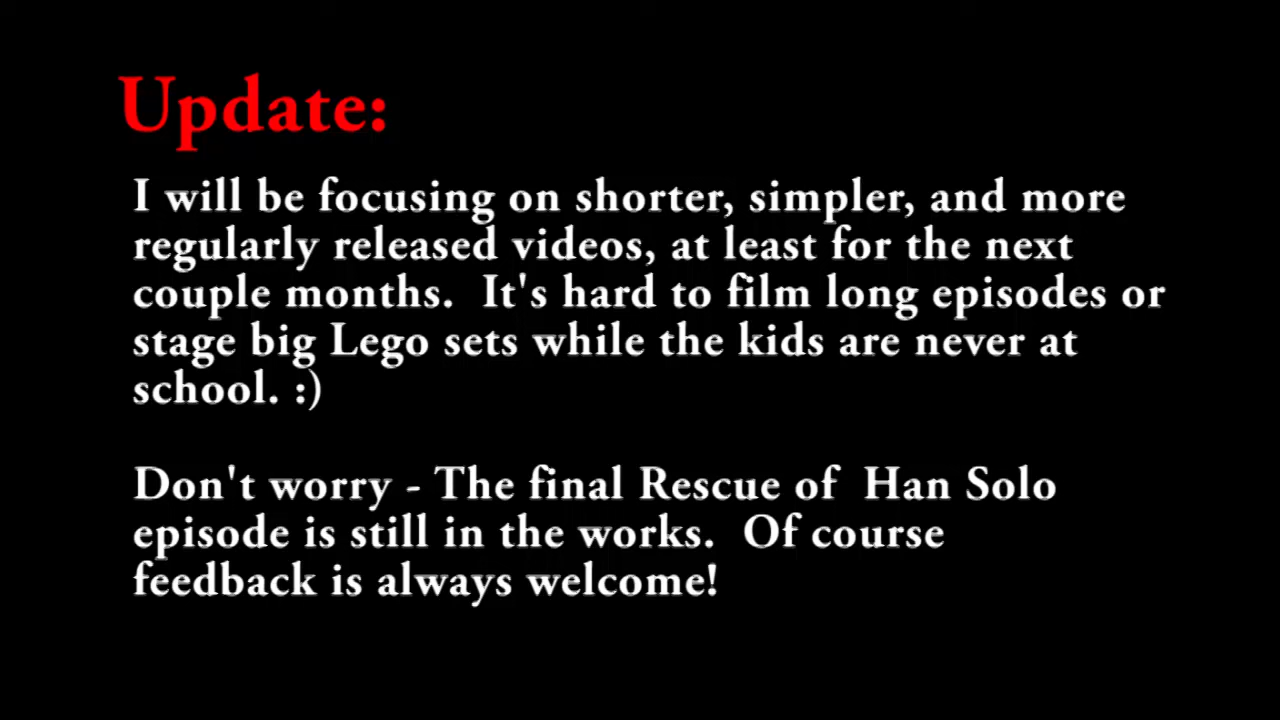 Update:
I will be focusing on shorter, simpler, and more
regularly released videos, at least for the next
couple months.  It's hard to film long episodes or
stage big Lego sets while the kids are never at
school. :)
Don't worry - The final Rescue of  Han Solo
episode is still in the works.  Of course
feedback is always welcome!